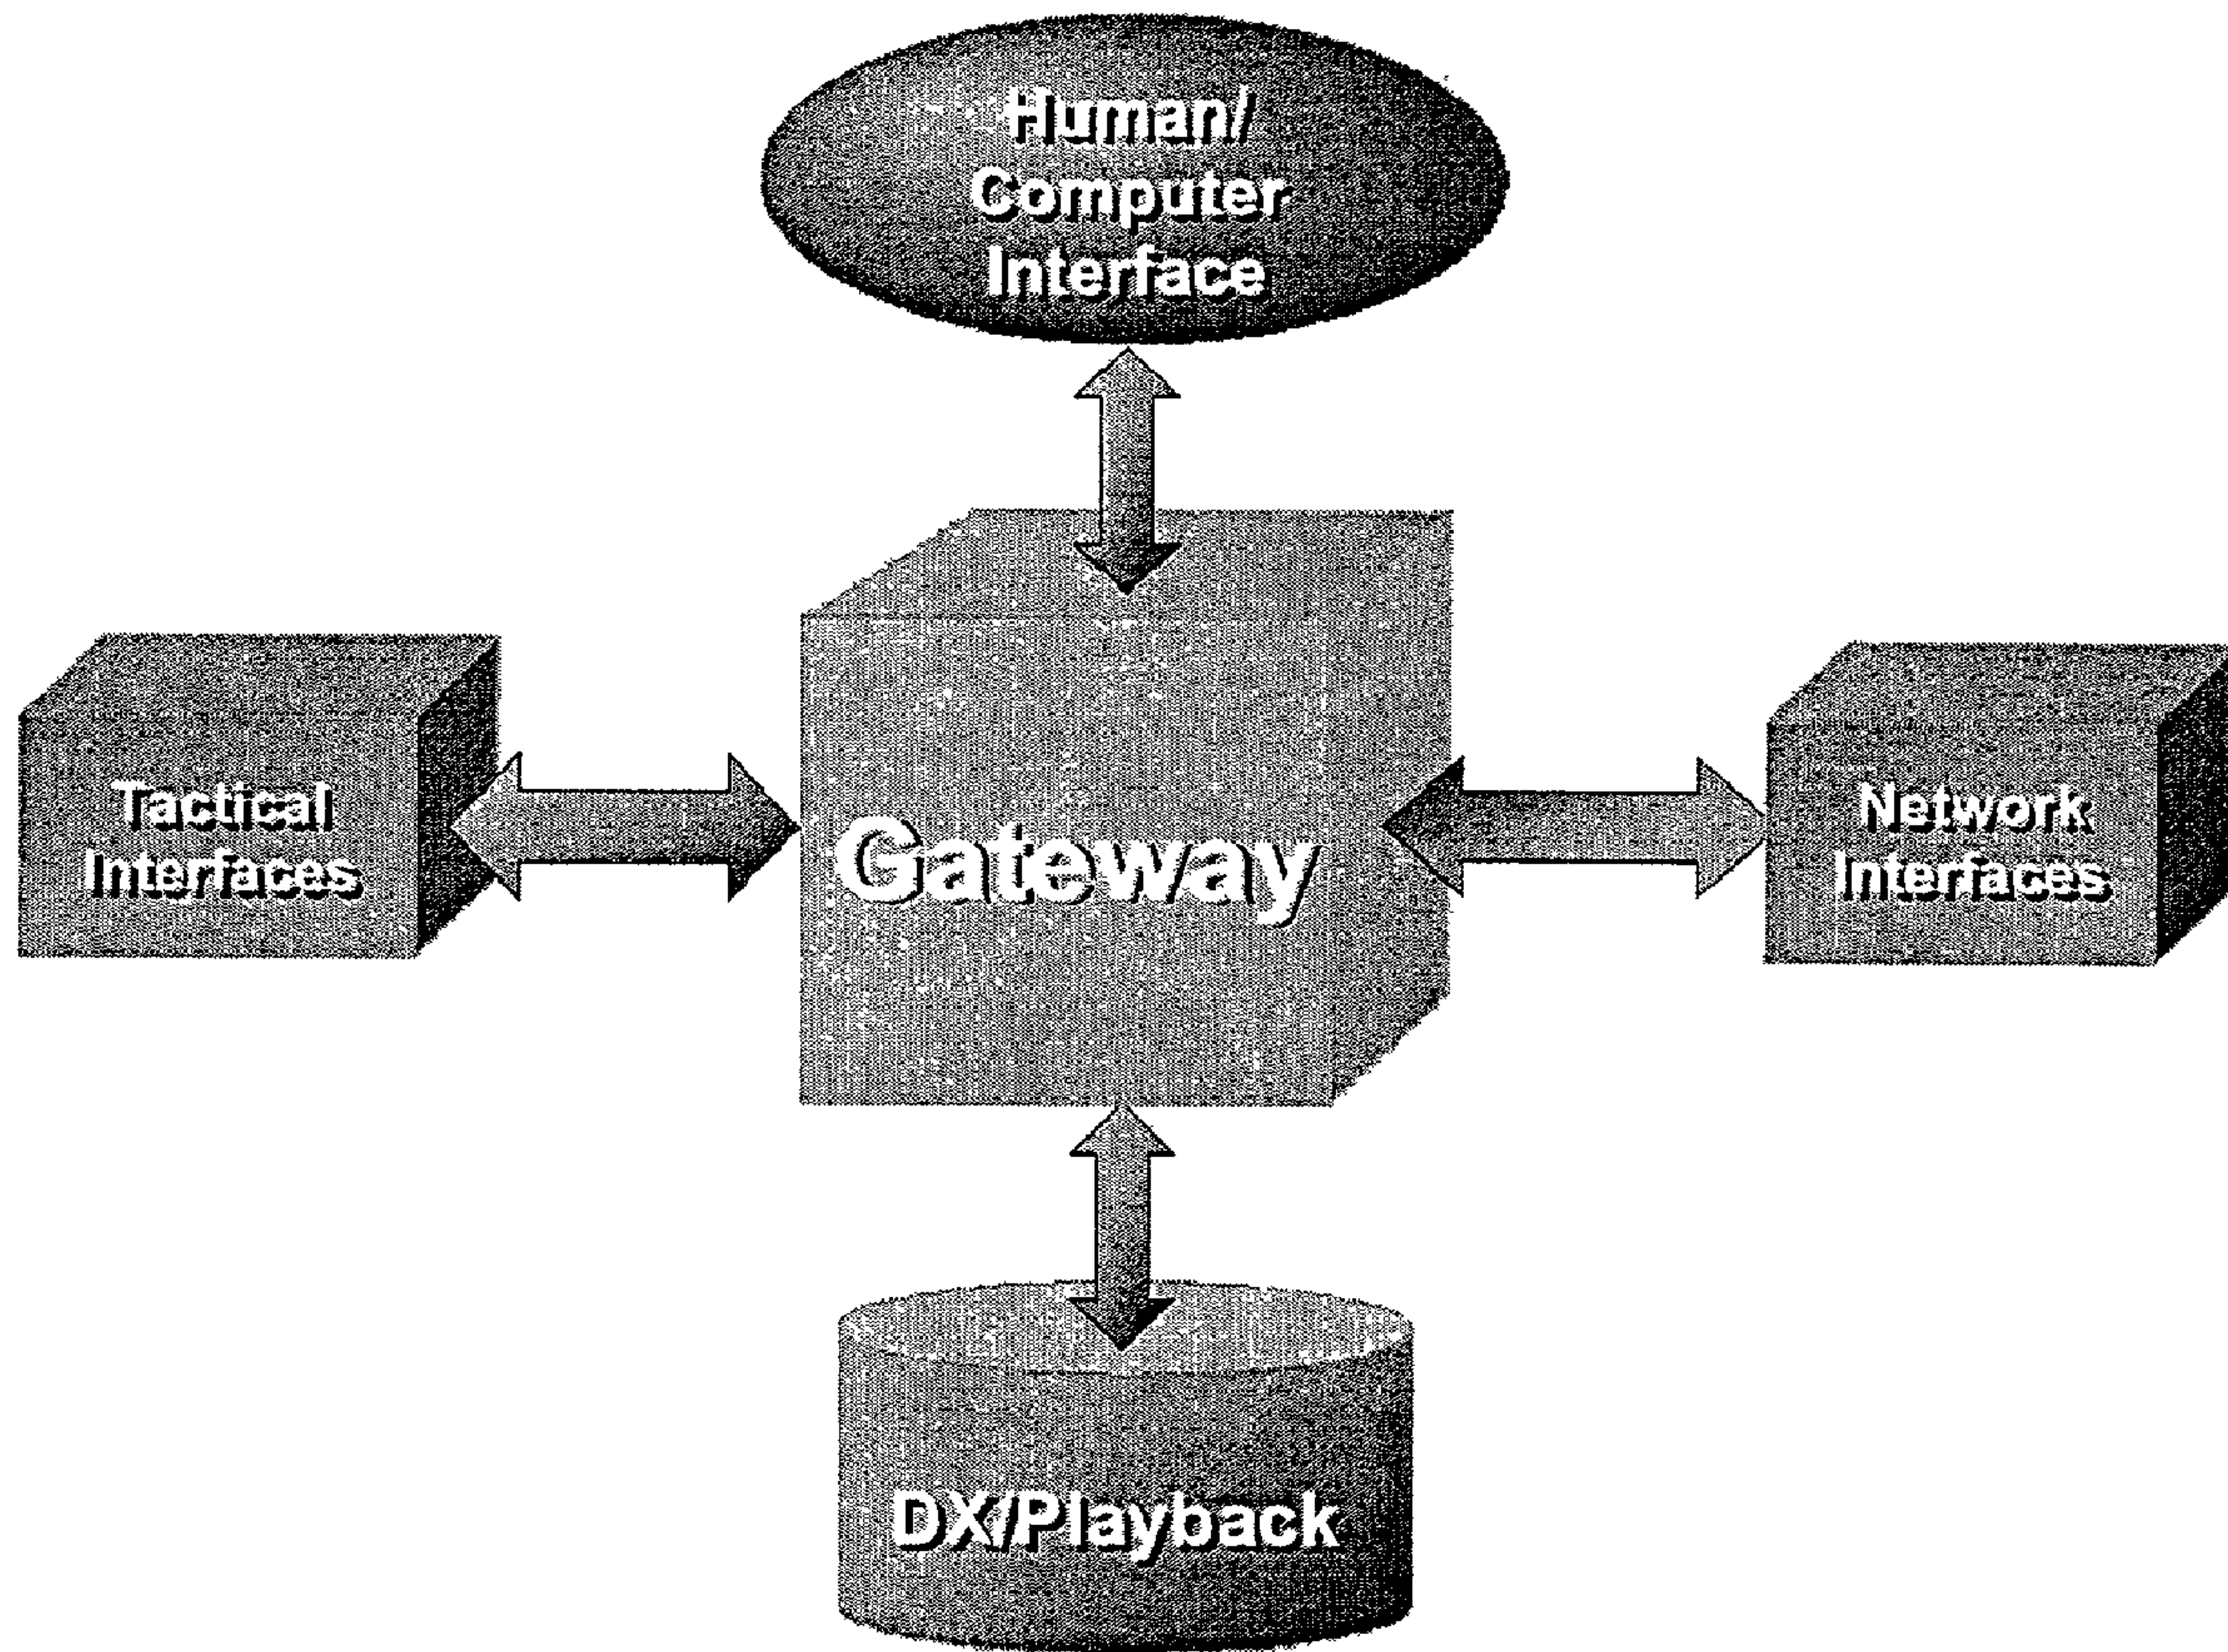 Human/
Computer
Interface
Tactical
Interfaces
Gateway
Network
Interfaces
DX/Playback